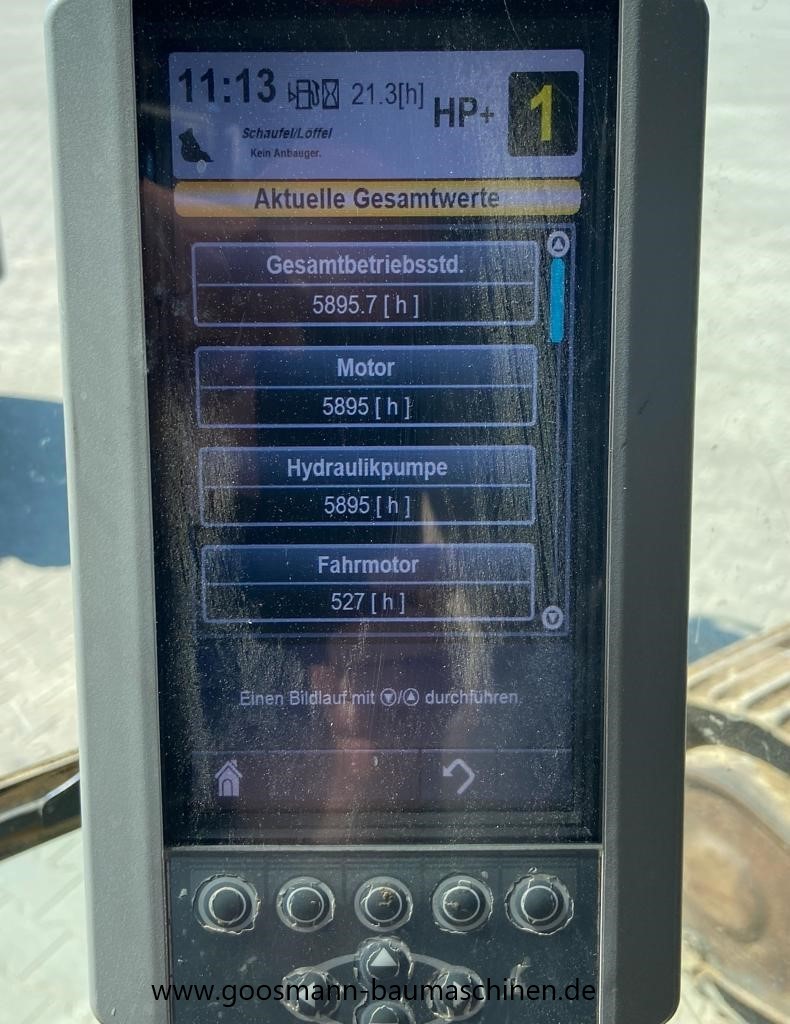 11:13 21.3[h] HP+ 1
Schaufel/Löffel
Kein Anbauger.
Aktuelle Gesamtwerte
Gesamtbetriebsstd.
5895.7 [ h ]
Motor
5895 [ h ]
Hydraulikpumpe
5895 [ h ]
Fahrmotor
527 [ h ]
Einen Bildlauf mit ▼/▲ durchführen.
www.goosmann-baumaschihen.de